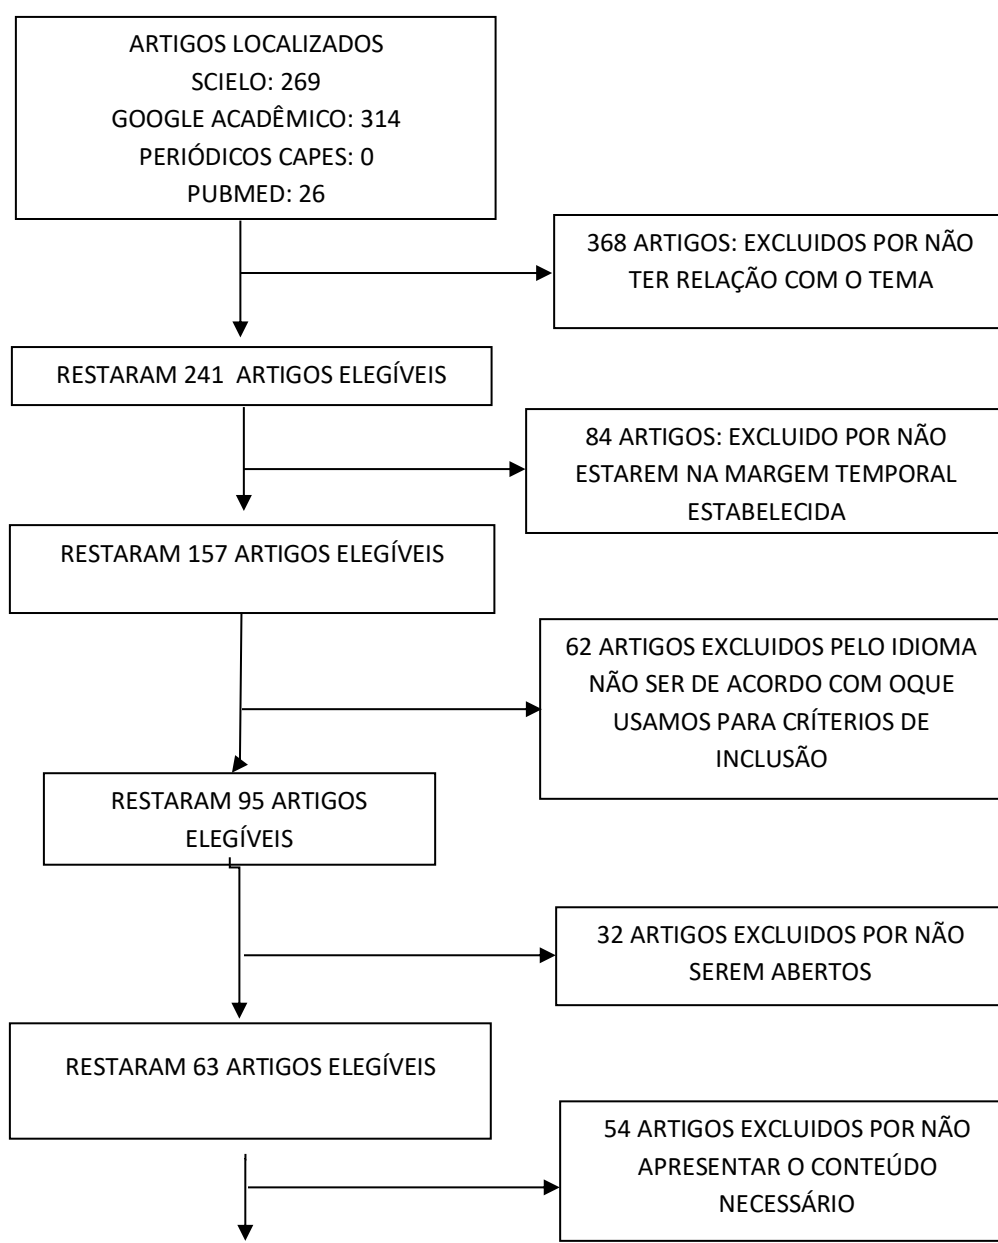 ARTIGOS LOCALIZADOS
SCIELO: 269
GOOGLE ACADÊMICO: 314
PERIÓDICOS CAPES: 0
PUBMED: 26
368 ARTIGOS: EXCLUIDOS POR NÃO
TER RELAÇÃO COM O TEMA
RESTARAM 241 ARTIGOS ELEGÍVEIS
84 ARTIGOS: EXCLUIDO POR NÃO
ESTAREM NA MARGEM TEMPORAL
ESTABELECIDA
RESTARAM 157 ARTIGOS ELEGÍVEIS
62 ARTIGOS EXCLUIDOS PELO IDIOMA
NÃO SER DE ACORDO COM OQUE
USAMOS PARA CRÍTERIOS DE
INCLUSÃO
RESTARAM 95 ARTIGOS
ELEGÍVEIS
32 ARTIGOS EXCLUIDOS POR NÃO
SEREM ABERTOS
RESTARAM 63 ARTIGOS ELEGÍVEIS
54 ARTIGOS EXCLUIDOS POR NÃO
APRESENTAR O CONTEÚDO
NECESSÁRIO